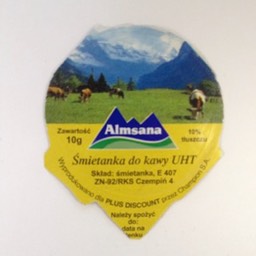 Almsana
Zawartość
10g
10%
tłuszczu
Śmietanka do kawy UHT
Skład: śmietanka, E 407
ZN-92/RKS Czempiń 4
Wyprodukowano dla PLUS DISCOUNT przez Champion S.A.
Należy spożyć
do:
data na